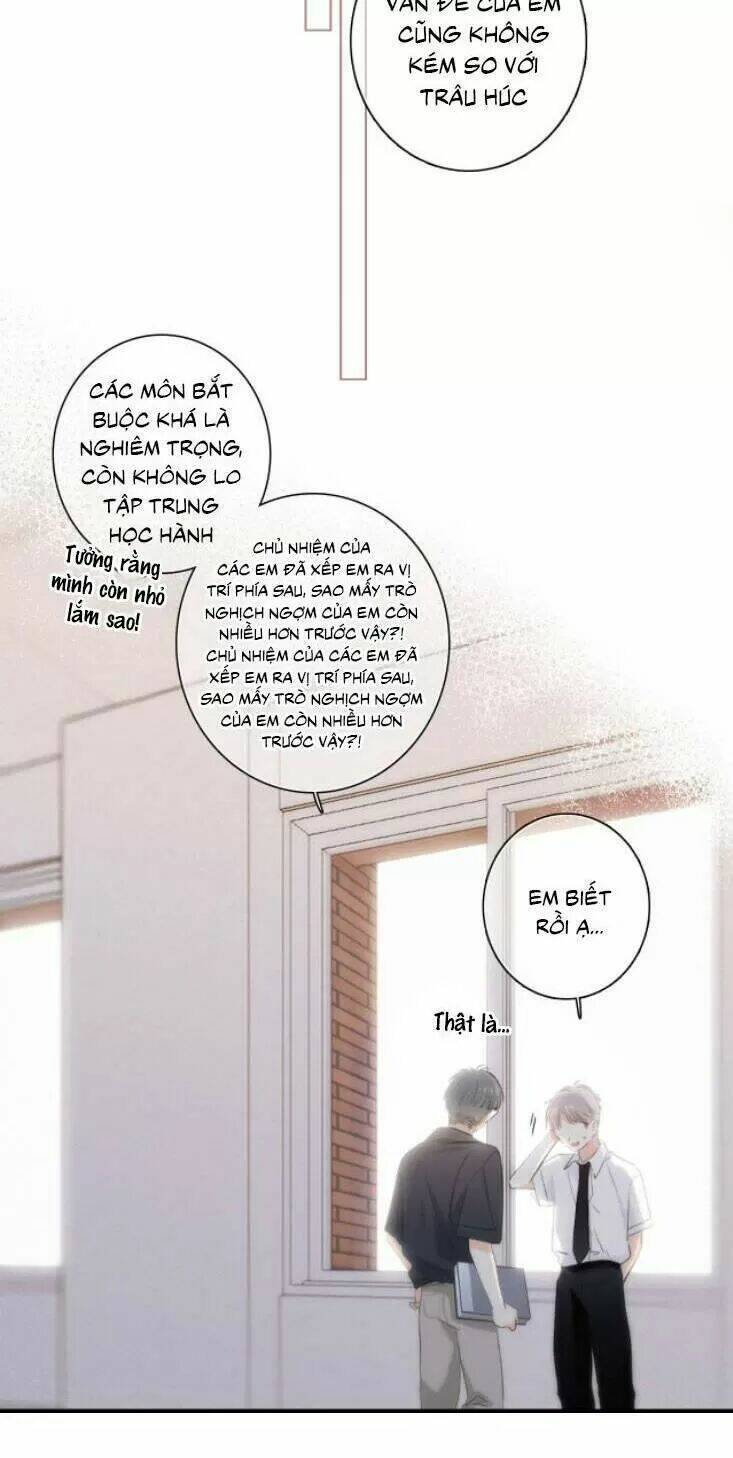 VẤN ĐỀ CỦA EM
CŨNG KHÔNG
KÉM SO VỚI
TRÂU HÚC
CÁC MÔN BẮT
BUỘC KHÁ LÀ
NGHIÊM TRỌNG,
CÒN KHÔNG LO
TẬP TRUNG
HỌC HÀNH
Tưởng rằng
mình còn nhỏ
lắm sao!
CHỦ NHIỆM CỦA
CÁC EM ĐÃ XẾP EM RA VỊ
TRÍ PHÍA SAU, SAO MẤY TRÒ
NGHỊCH NGỢM CỦA EM CÒN
NHIỀU HƠN TRƯỚC VẬY?!
CHỦ NHIỆM CỦA CÁC EM ĐÃ
XẾP EM RA VỊ TRÍ PHÍA SAU,
SAO MẤY TRÒ NGHỊCH NGỢM
CỦA EM CÒN NHIỀU HƠN
TRƯỚC VẬY?!
EM BIẾT
RỒI Ạ...
Thật là...